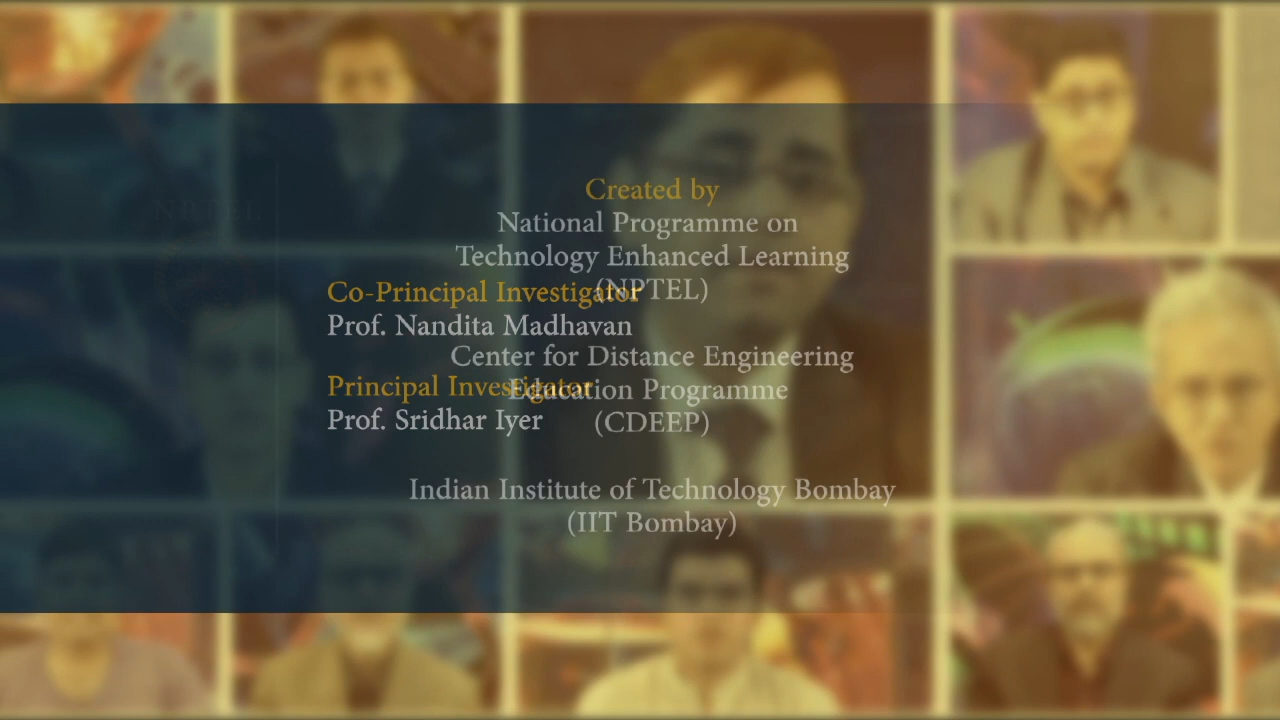 NPTEL
Created by
National Programme on
Technology Enhanced Learning
(NPTEL)
Co-Principal Investigator
Prof. Nandita Madhavan
Center for Distance Engineering
Principal Investigator
Education Programme
Prof. Sridhar Iyer
(CDEEP)
Indian Institute of Technology Bombay
(IIT Bombay)